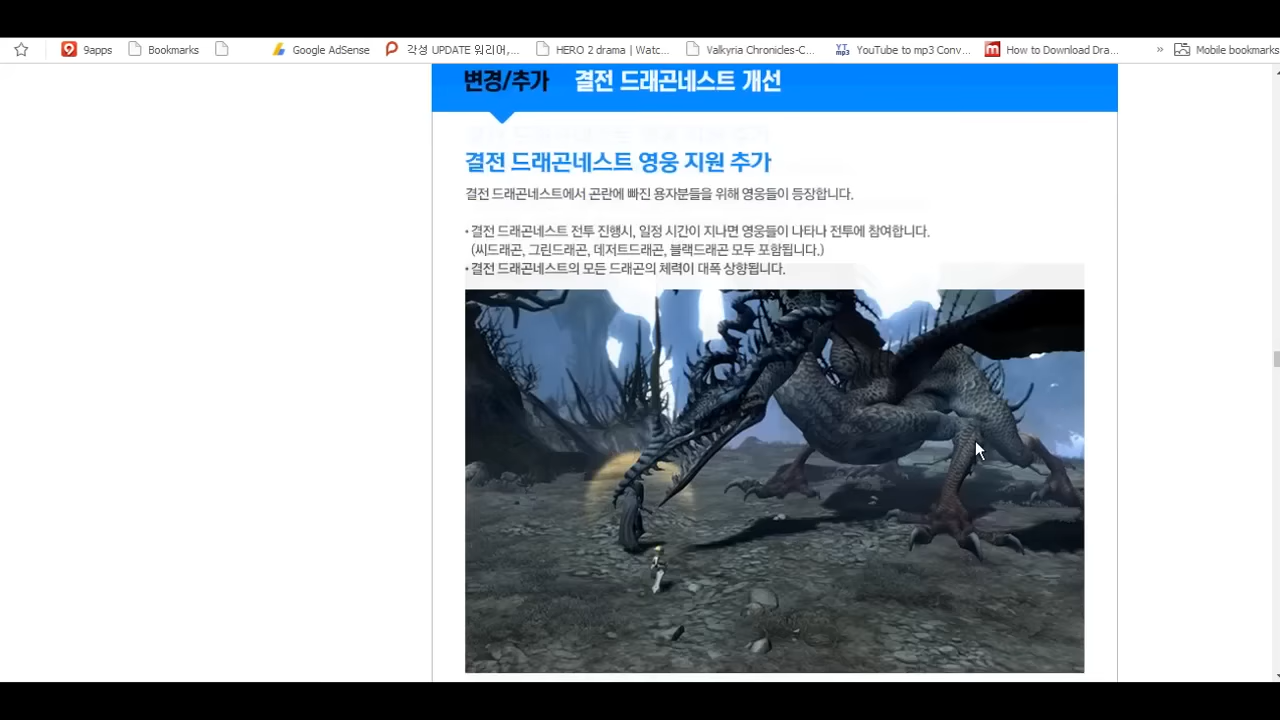 9apps
Bookmarks
Google AdSense
각성 UPDATE 워리어,...
HERO 2 drama | Watc...
Valkyria Chronicles-C...
YouTube to mp3 Conv...
How to Download Dra...
»
Mobile bookmarks
변경/추가 결전 드래곤네스트 개선
결전 드래곤네스트 영웅 지원 추가
결전 드래곤네스트에서 곤란에 빠진 용자분들을 위해 영웅들이 등장합니다.
• 결전 드래곤네스트 전투 진행시, 일정 시간이 지나면 영웅들이 나타나 전투에 참여합니다.
(씨드래곤, 그린드래곤, 데저트드래곤, 블랙드래곤 모두 포함됩니다.)
• 결전 드래곤네스트의 모든 드래곤의 체력이 대폭 상향됩니다.